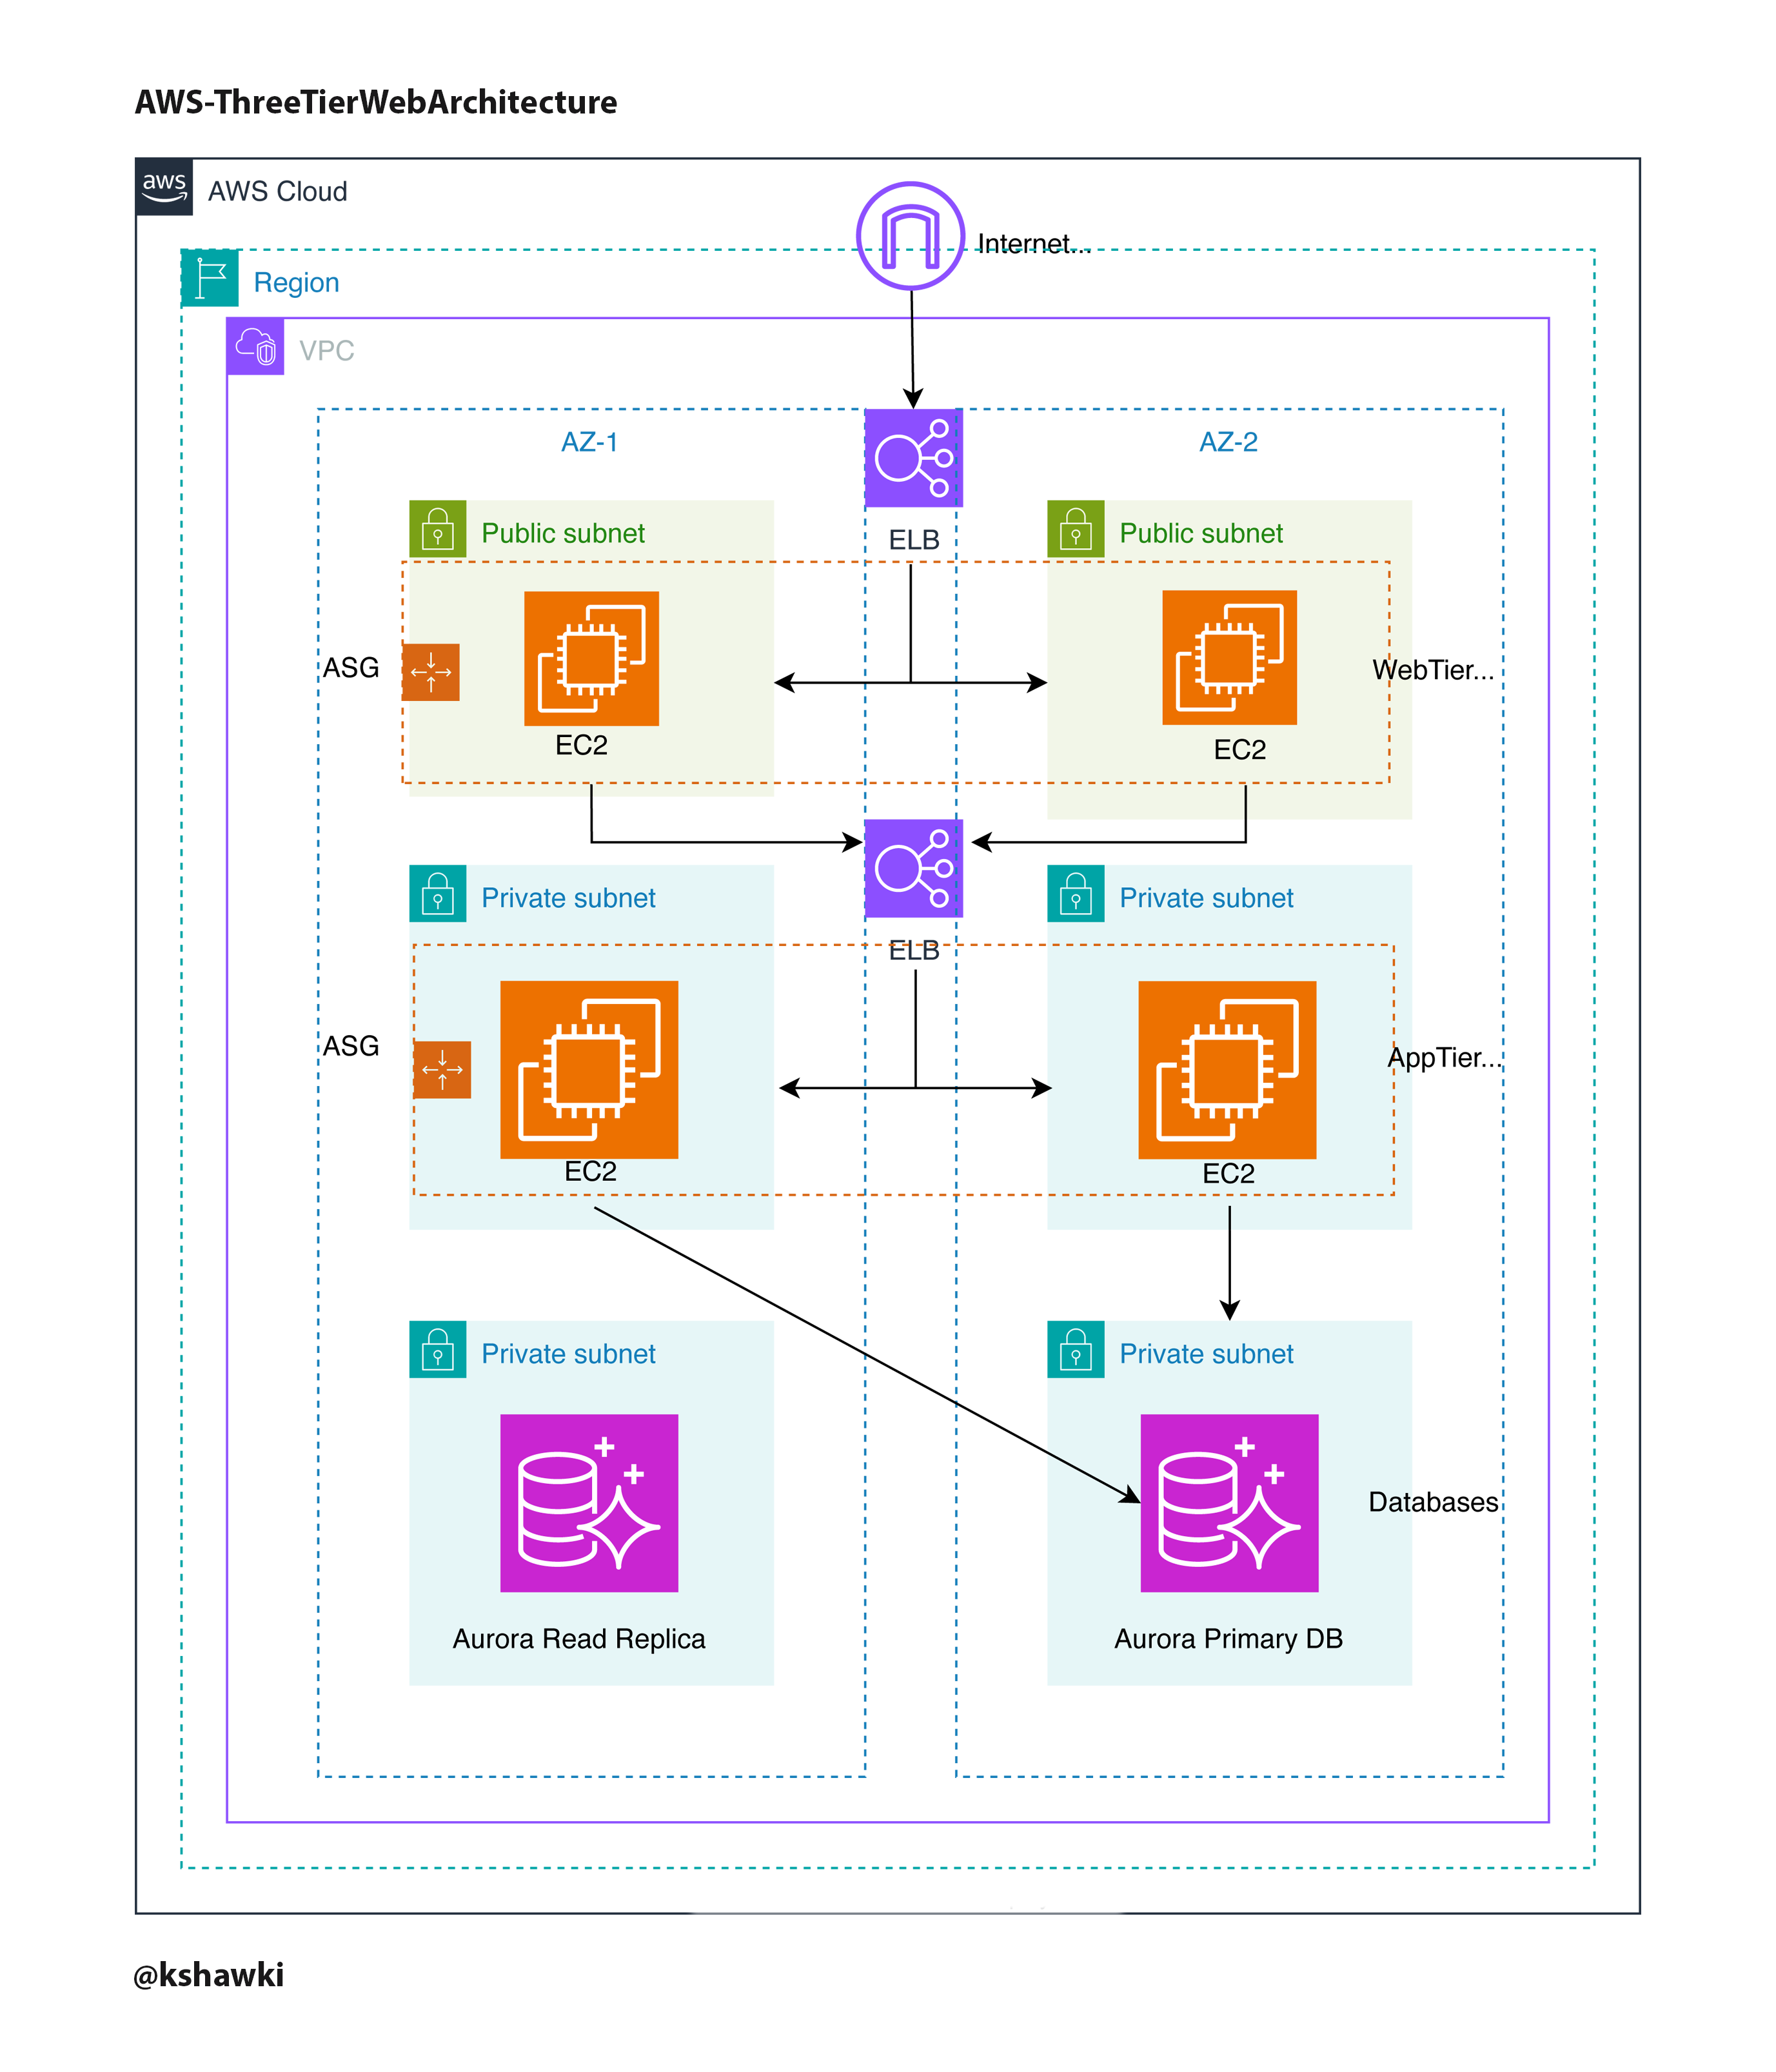 AWS-ThreeTierWebArchitecture
aws
AWS Cloud
Internet...
Region
VPC
AZ-1
AZ-2
Public subnet
ELB
Public subnet
ASG
EC2
EC2
WebTier...
Private subnet
Private subnet
ELB
ASG
EC2
EC2
AppTier...
Private subnet
Private subnet
Databases
Aurora Read Replica
Aurora Primary DB
@kshawki